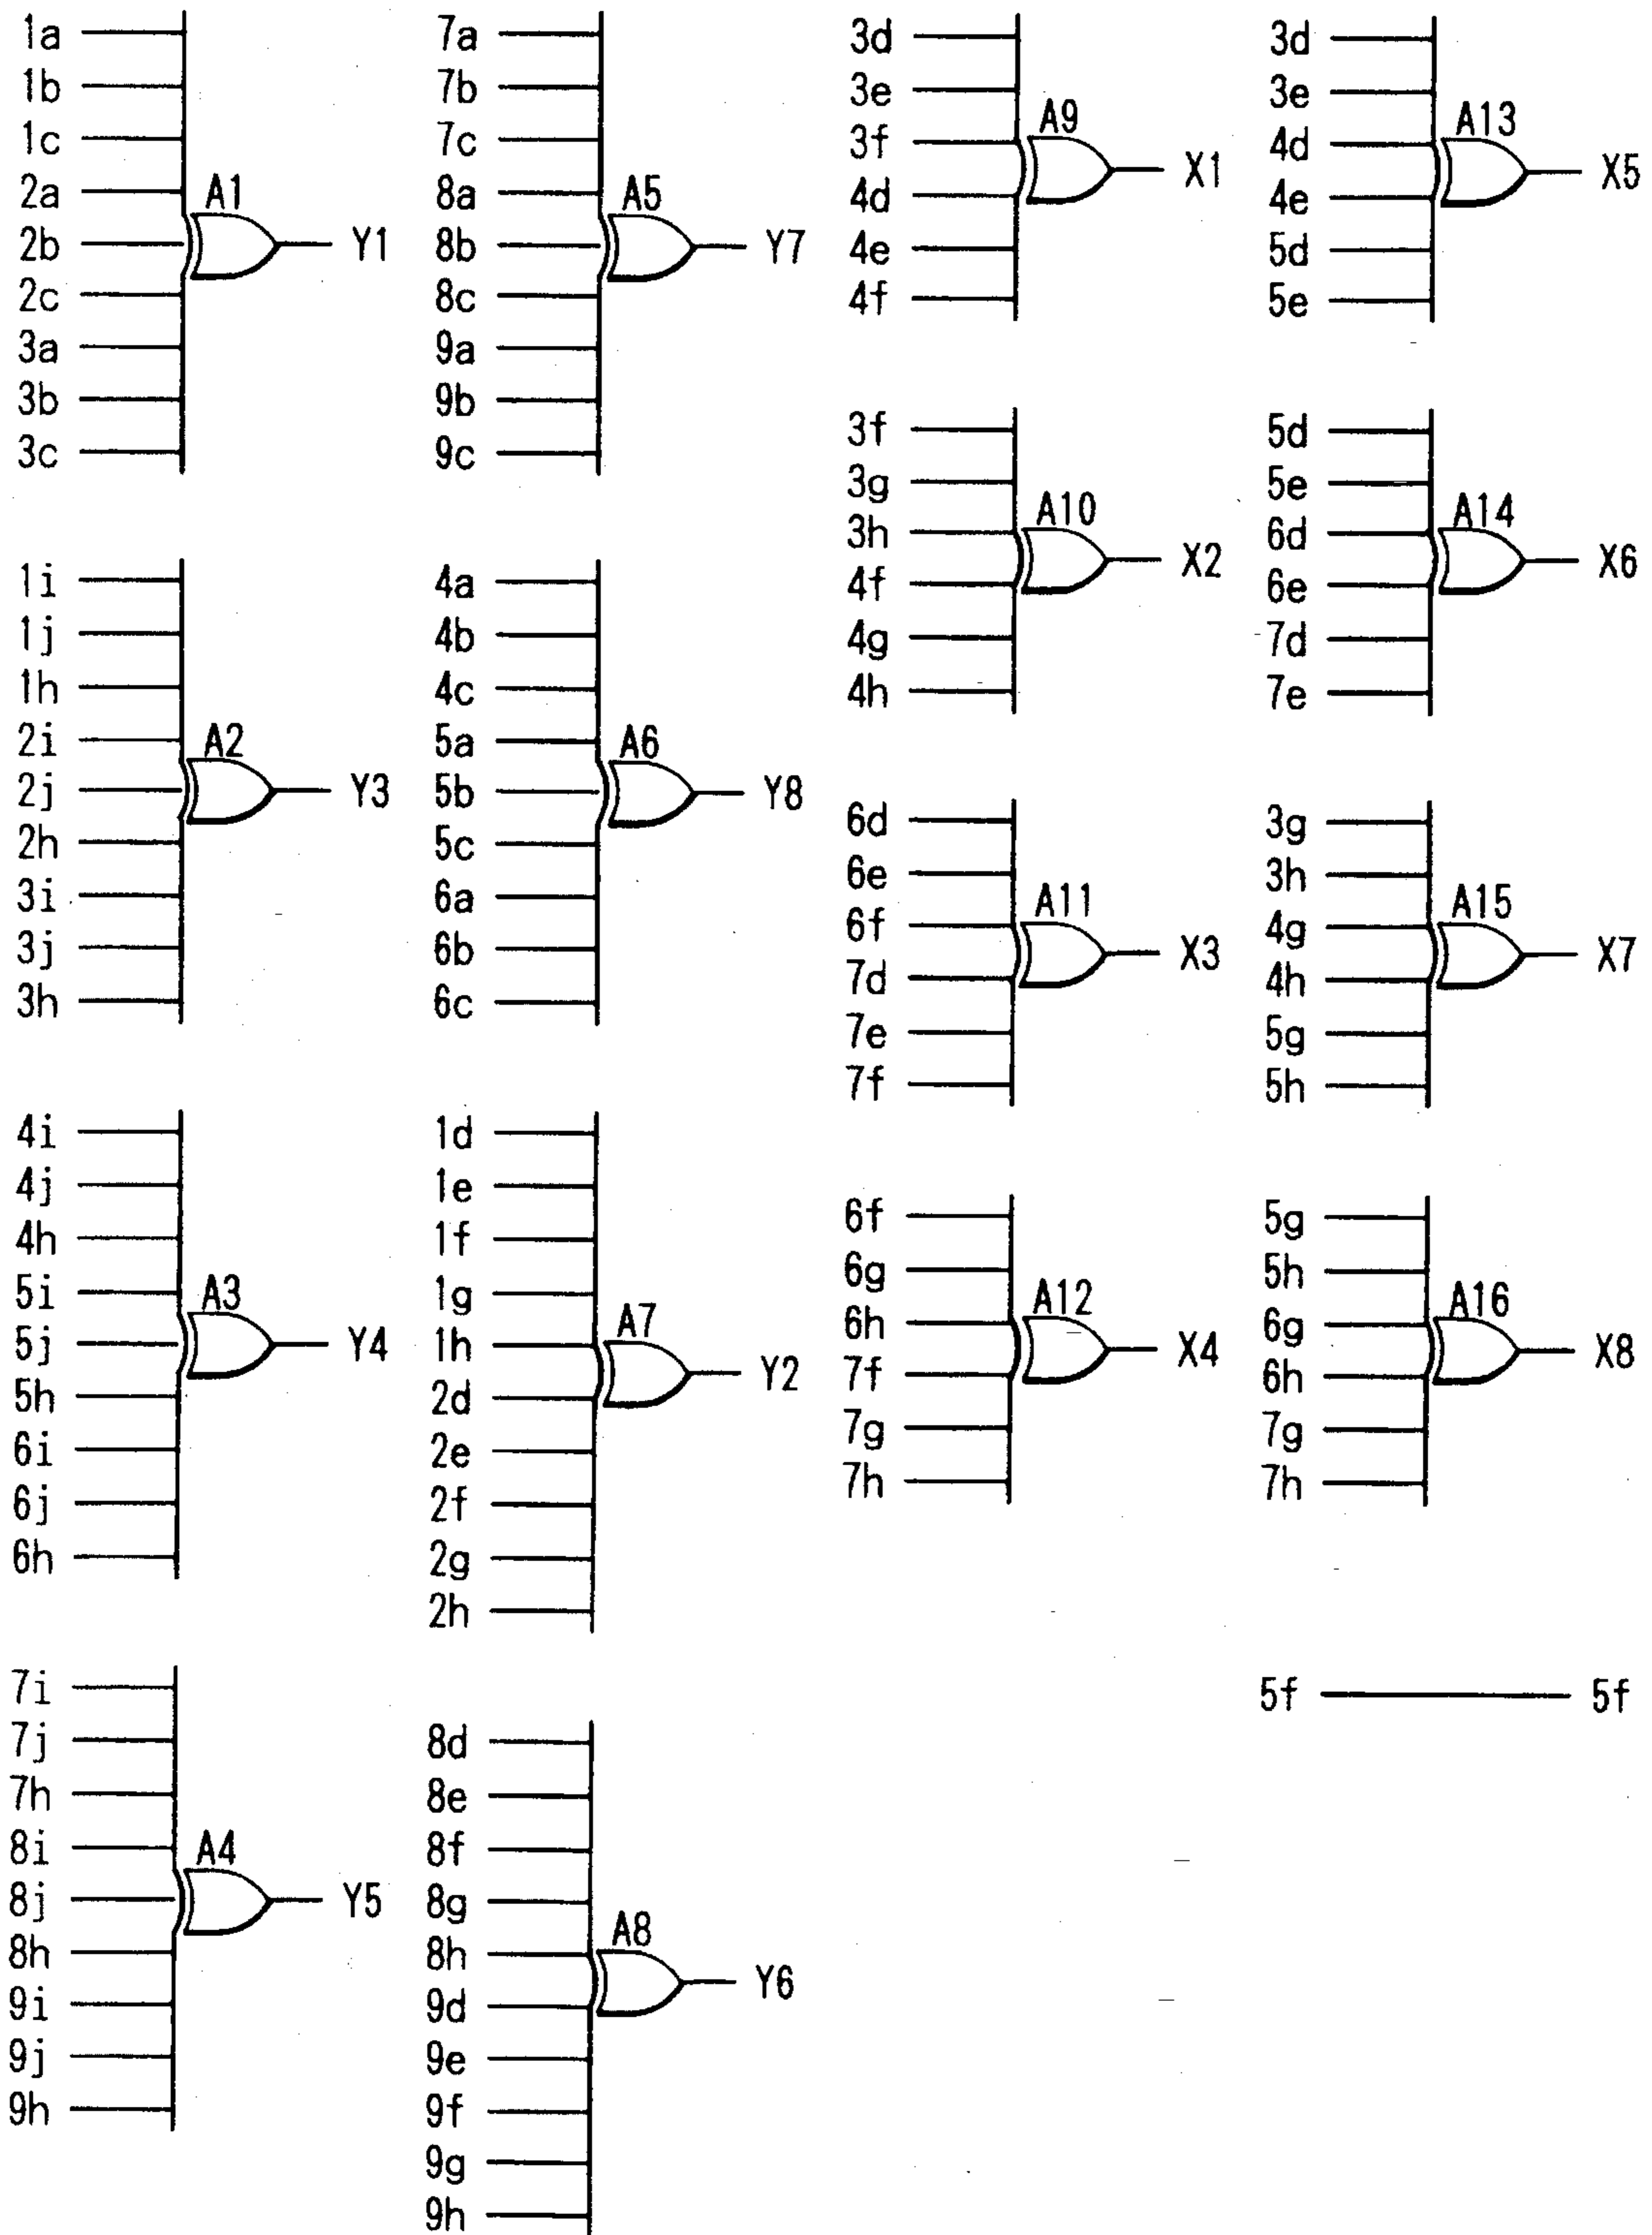 1a
1b
1c
2a
2b
2c
3a
3b
3c
A1
Y1
1i
1j
1h
2i
2j
2h
3i
3j
3h
A2
Y3
4i
4j
4h
5i
5j
5h
6i
6j
6h
A3
Y4
7i
7j
7h
8i
8j
8h
9i
9j
9h
A4
Y5
7a
7b
7c
8a
8b
8c
9a
9b
9c
A5
Y7
4a
4b
4c
5a
5b
5c
6a
6b
6c
A6
Y8
1d
1e
1f
1g
1h
2d
2e
2f
2g
2h
A7
Y2
8d
8e
8f
8g
8h
9d
9e
9f
9g
9h
A8
Y6
3d
3e
3f
4d
4e
4f
A9
X1
3f
3g
3h
4f
4g
4h
A10
X2
6d
6e
6f
7d
7e
7f
A11
X3
6f
6g
6h
7f
7g
7h
A12
X4
3d
3e
4d
4e
5d
5e
A13
X5
5d
5e
6d
6e
7d
7e
A14
X6
3g
3h
4g
4h
5g
5h
A15
X7
5g
5h
6g
6h
7g
7h
A16
X8
5f
5f